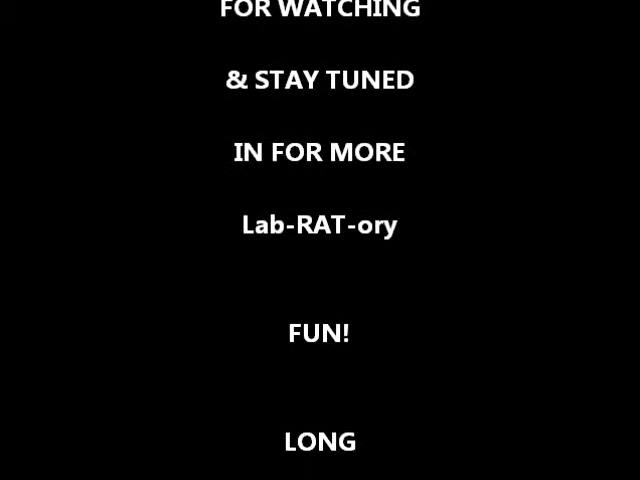 FOR WATCHING
& STAY TUNED
IN FOR MORE
Lab-RAT-ory
FUN!
LONG